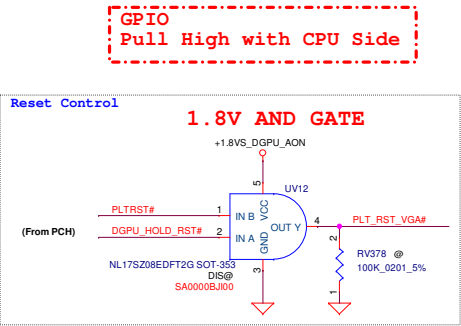 GPIO
Pull High with CPU Side
Reset Control
1.8V AND GATE
+1.8VS_DGPU_AON
5
UV12
PLTRST#
1
IN B
VCC
OUT Y
4
PLT_RST_VGA#
(From PCH)
DGPU_HOLD_RST#
2
IN A
GND
2
RV378 @
100K_0201_5%
NL17SZ08EDFT2G SOT-353
3
DIS@
SA0000BJI00
1